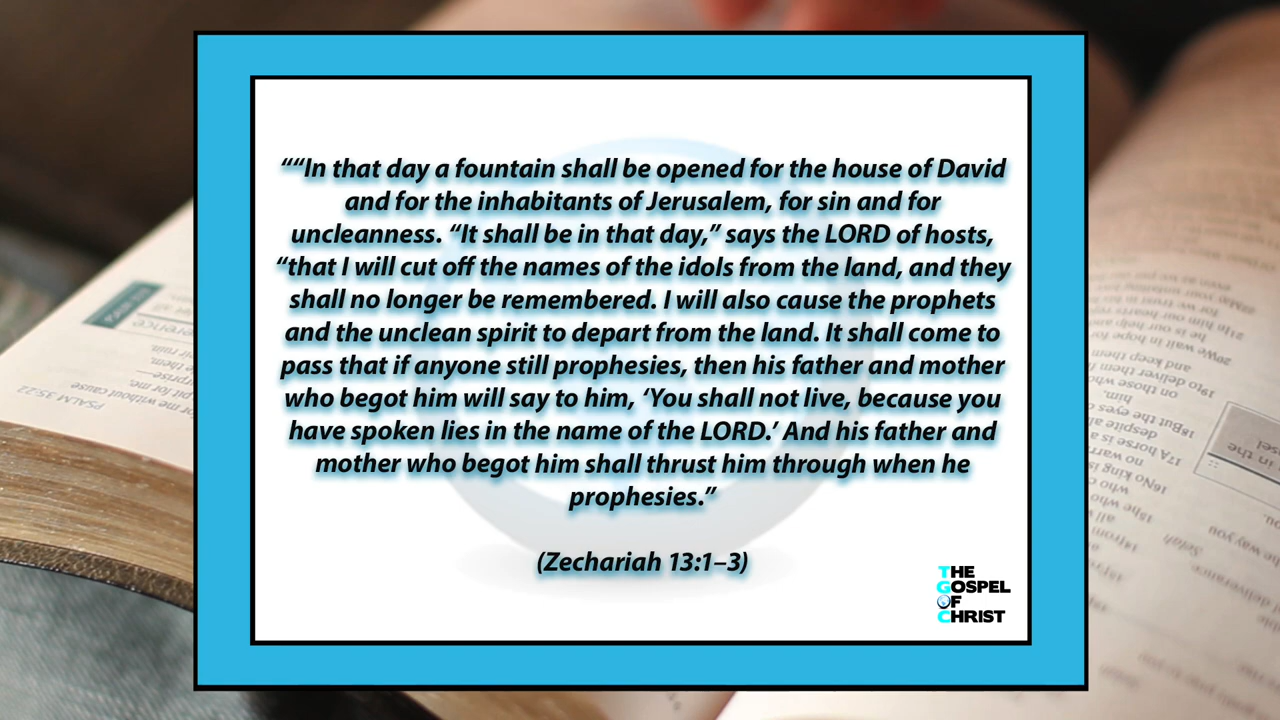 ““In that day a fountain shall be opened for the house of David
and for the inhabitants of Jerusalem, for sin and for
uncleanness. “It shall be in that day,” says the LORD of hosts,
“that I will cut off the names of the idols from the land, and they
shall no longer be remembered. I will also cause the prophets
and the unclean spirit to depart from the land. It shall come to
pass that if anyone still prophesies, then his father and mother
who begot him will say to him, ‘You shall not live, because you
have spoken lies in the name of the LORD.’ And his father and
mother who begot him shall thrust him through when he
prophesies.”
(Zechariah 13:1–3)
THE
GOSPEL
OF
CHRIST
PSALM 35:22